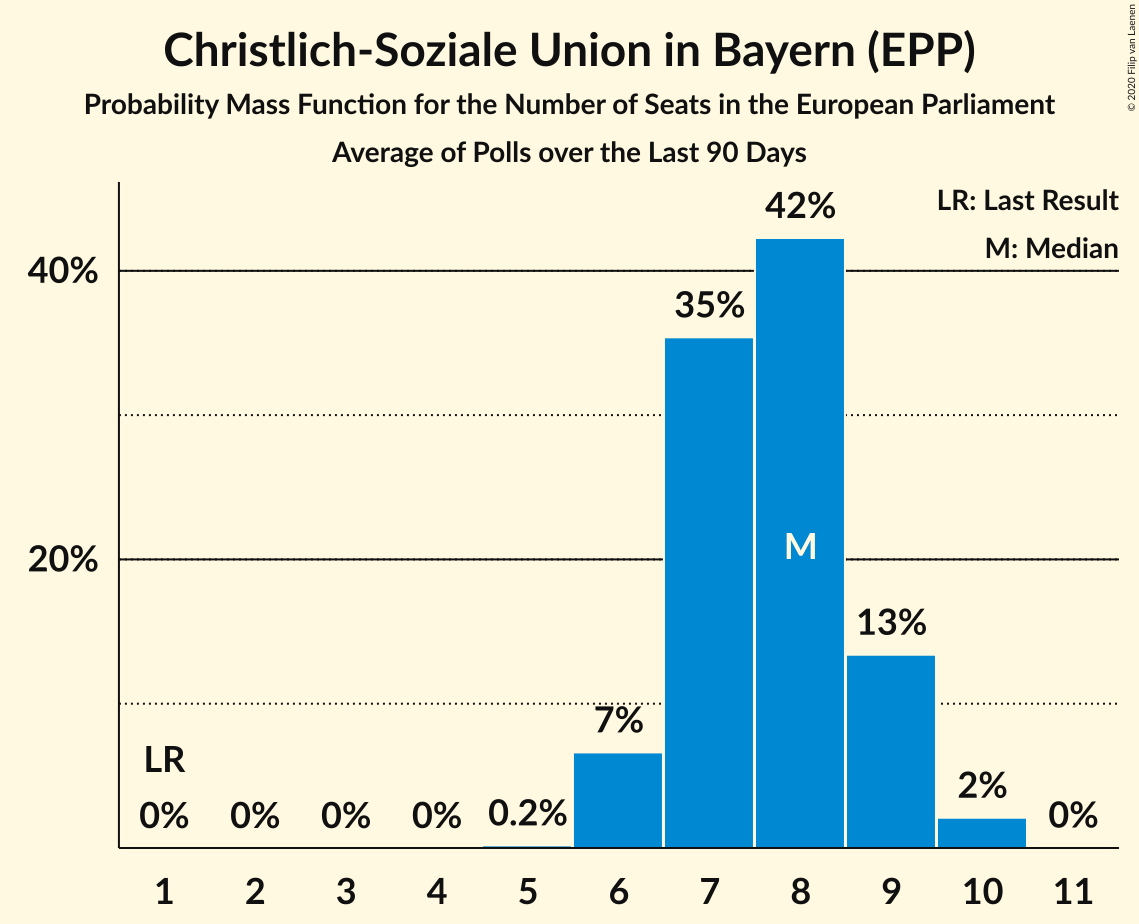 Christlich-Soziale Union in Bayern (EPP)
Probability Mass Function for the Number of Seats in the European Parliament
Average of Polls over the Last 90 Days
© 2020 Filip van Laenen
LR: Last Result
M: Median
42%
40%
35%
M
20%
13%
7%
LR
2%
0% 0% 0% 0% 0.2% 0%
1 2 3 4 5 6 7 8 9 10 11